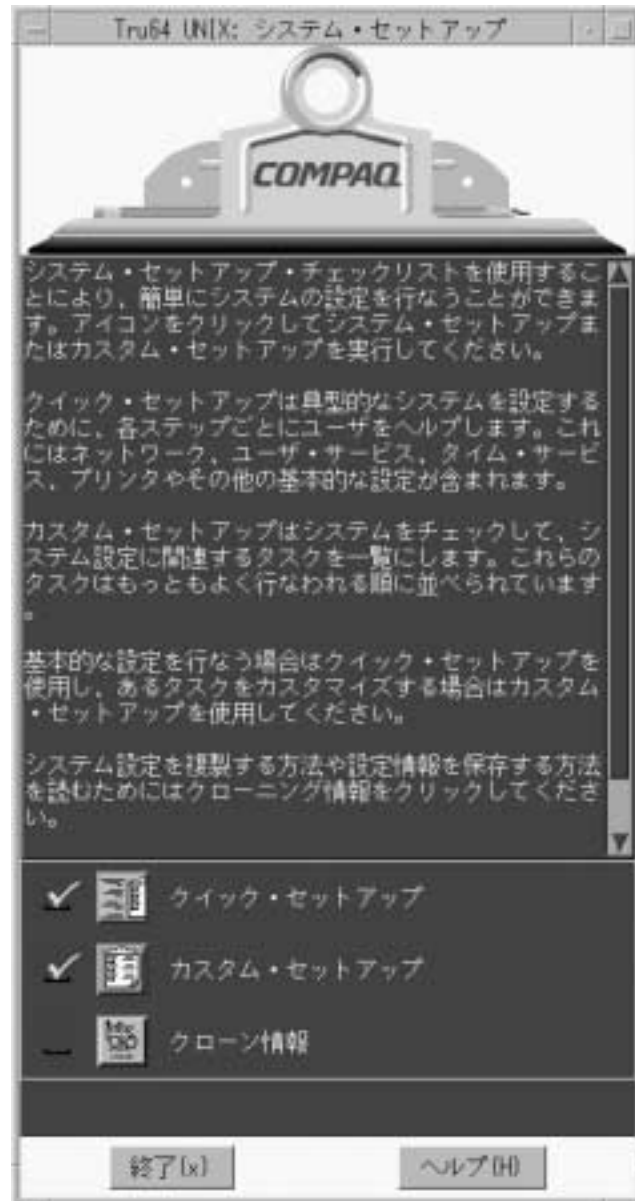 Tru64 UNIX: システム・セットアップ
COMPAQ
システム・セットアップ・チェックリストを使用するこ
とにより、簡単にシステムの設定を行なうことができま
す。アイコンをクリックしてシステム・セットアップま
たはカスタム・セットアップを実行してください。
クイック・セットアップは典型的なシステムを設定する
ために、各ステップごとにユーザをヘルプします。これ
にはネットワーク、ユーザ・サービス、タイム・サービ
ス、プリンタやその他の基本的な設定が含まれます。
カスタム・セットアップはシステムをチェックして、シ
ステム設定に関連するタスクを一覧にします。これらの
タスクはもっともよく行なわれる順に並べられています
。
基本的な設定を行なう場合はクイック・セットアップを
使用し、あるタスクをカスタマイズする場合はカスタム
・セットアップを使用してください。
システム設定を複製する方法や設定情報を保存する方法
を読むためにはクローニング情報をクリックしてくださ
い。
クイック・セットアップ
カスタム・セットアップ
クローン情報
終了(x)
ヘルプ(H)